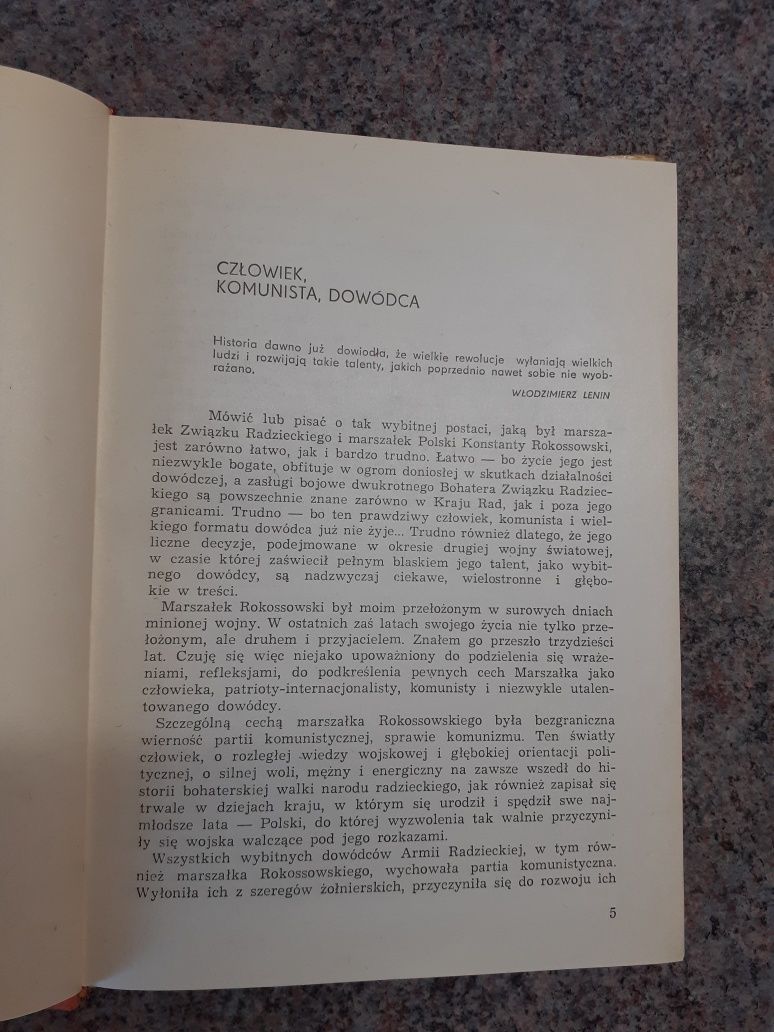 CZŁOWIEK,
KOMUNISTA, DOWÓDCA
Historia dawno już dowiodła, że wielkie rewolucje wyłaniają wielkich
ludzi i rozwijają takie talenty, jakich poprzednio nawet sobie nie wyob-
rażano.
WŁODZIMIERZ LENIN
Mówić lub pisać o tak wybitnej postaci, jaką był marsza-
łek Związku Radzieckiego i marszałek Polski Konstanty Rokossowski,
jest zarówno łatwo, jak i bardzo trudno. Łatwo — bo życie jego jest
niezwykle bogate, obfituje w ogrom doniosłej w skutkach działalności
dowódczej, a zasługi bojowe dwukrotnego Bohatera Związku Radziec-
kiego są powszechnie znane zarówno w Kraju Rad, jak i poza jego
granicami. Trudno — bo ten prawdziwy człowiek, komunista i wiel-
kiego formatu dowódca już nie żyje... Trudno również dlatego, że jego
liczne decyzje, podejmowane w okresie drugiej wojny światowej,
w czasie której zaświecił pełnym blaskiem jego talent, jako wybit-
nego dowódcy, są nadzwyczaj ciekawe, wielostronne i głębo-
kie w treści.
Marszałek Rokossowski był moim przełożonym w surowych dniach
minionej wojny. W ostatnich zaś latach swojego życia nie tylko prze-
łożonym, ale druhem i przyjacielem. Znałem go przeszło trzydzieści
lat. Czuję się więc niejako upoważniony do podzielenia się wraże-
niami, refleksjami, do podkreślenia pewnych cech Marszałka jako
człowieka, patrioty-internacjonalisty, komunisty i niezwykle utalen-
towanego dowódcy.
Szczególną cechą marszałka Rokossowskiego była bezgraniczna
wierność partii komunistycznej, sprawie komunizmu. Ten światły
człowiek, o rozległej wiedzy wojskowej i głębokiej orientacji poli-
tycznej, o silnej woli, mężny i energiczny na zawsze wszedł do hi-
storii bohaterskiej walki narodu radzieckiego, jak również zapisał się
trwale w dziejach kraju, w którym się urodził i spędził swe naj-
młodsze lata — Polski, do której wyzwolenia tak walnie przyczyni-
ły się wojska walczące pod jego rozkazami.
Wszystkich wybitnych dowódców Armii Radzieckiej, w tym rów-
nież marszałka Rokossowskiego, wychowała partia komunistyczna.
Wyłoniła ich z szeregów żołnierskich, przyczyniła się do rozwoju ich
5